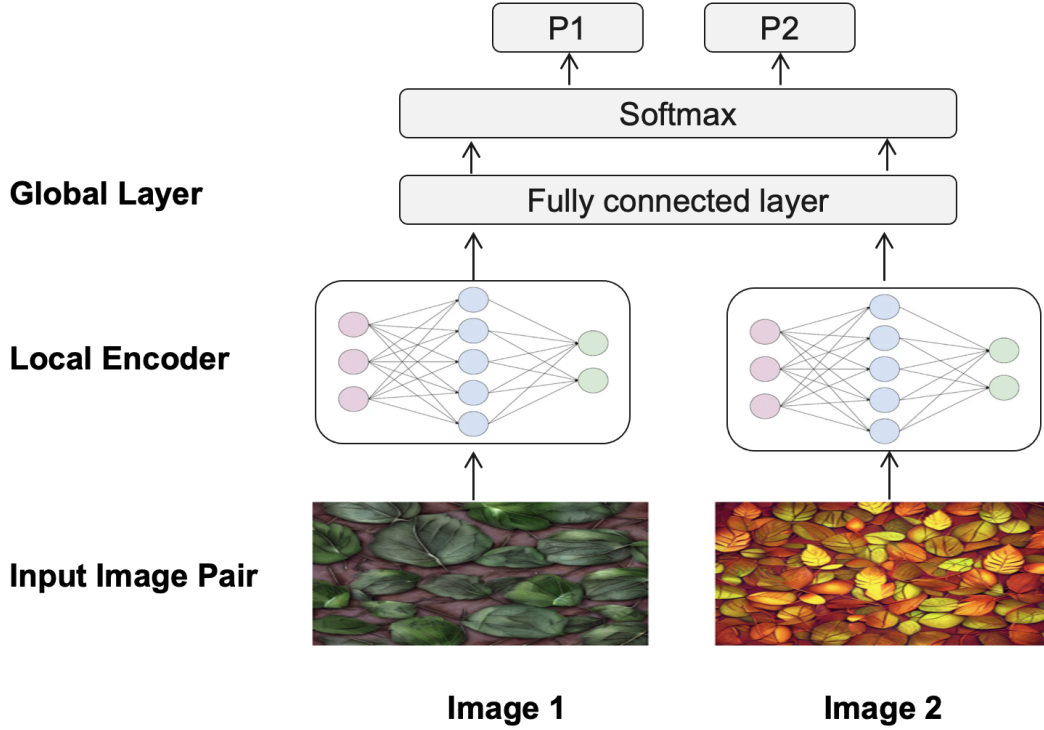 P1
P2
Softmax
Global Layer
Fully connected layer
Local Encoder
Input Image Pair
Image 1
Image 2